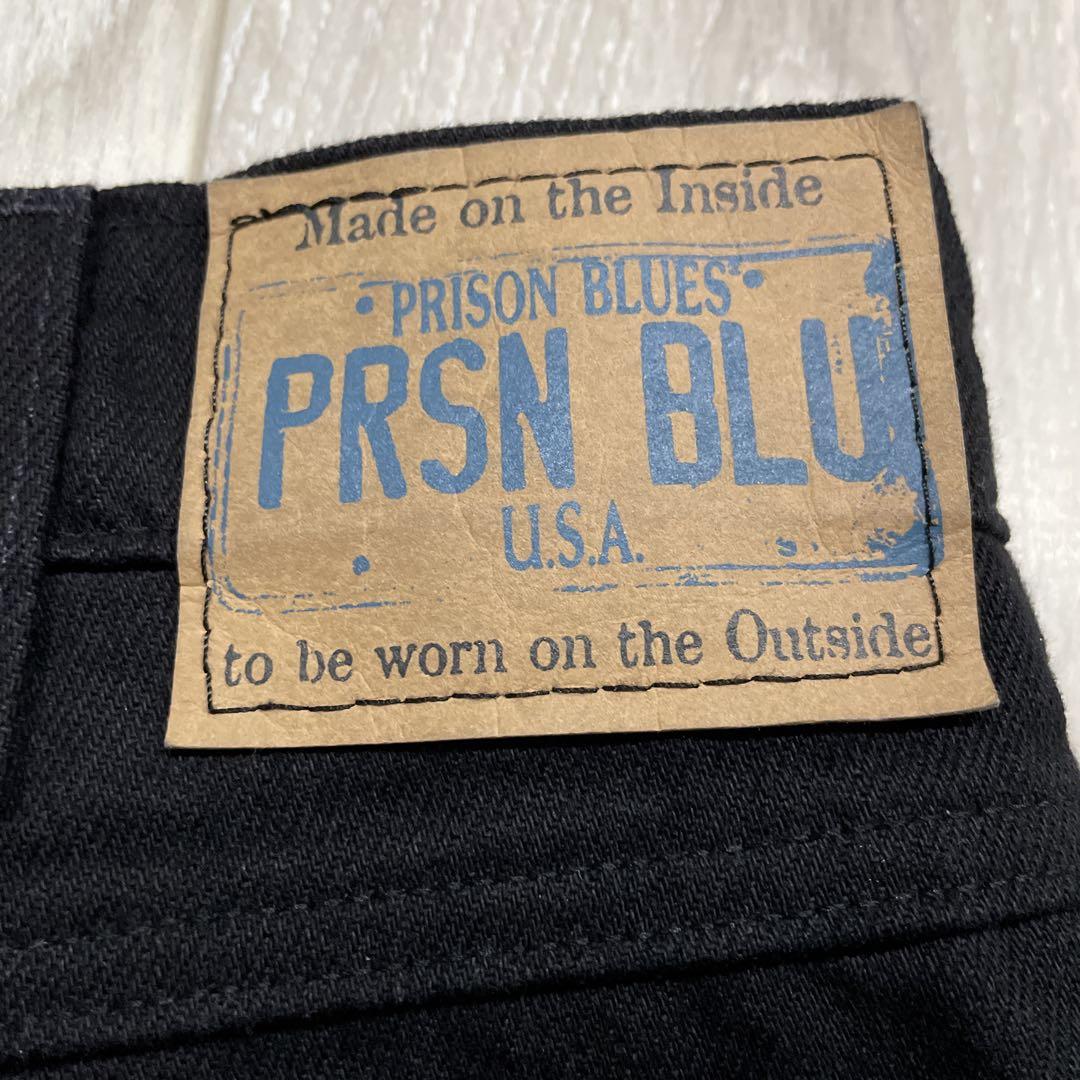 Made on the Inside
• PRISON BLUES •
PRSN BLU
U.S.A.
to be worn on the Outside